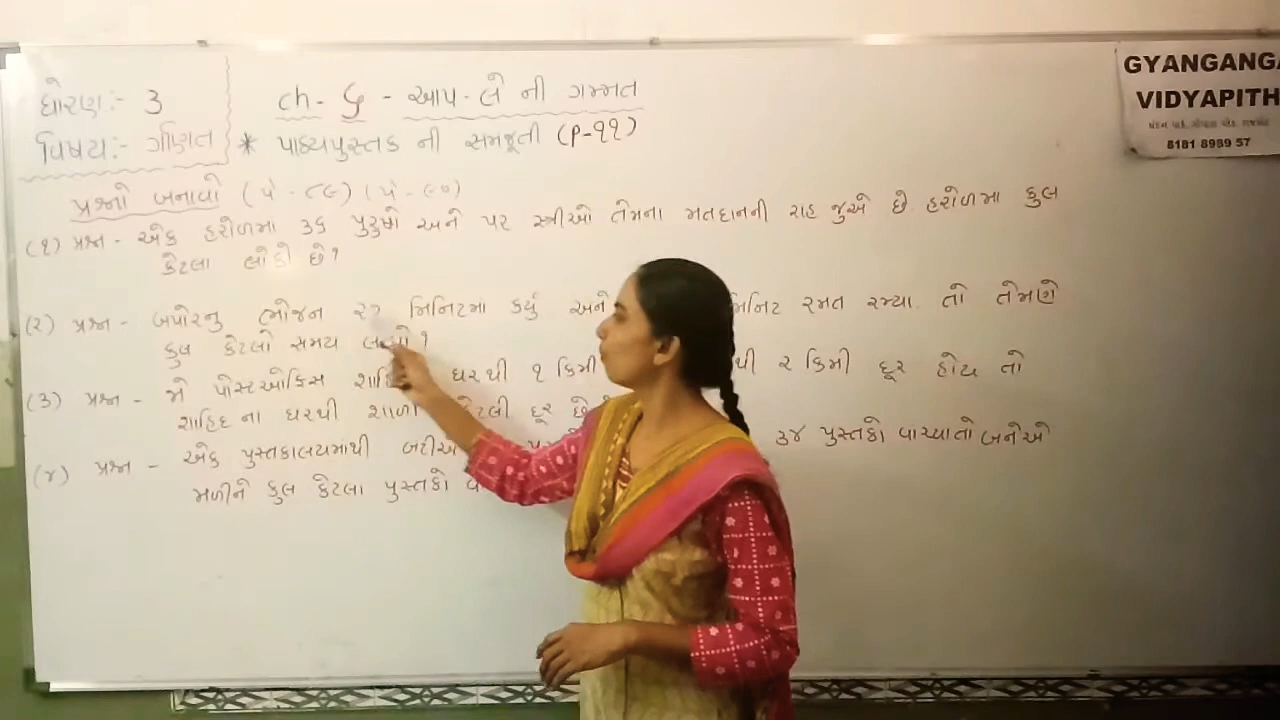 ધોરણ:- 3
ch- 6 - આપ - લે ની ગમ્મત
વિષય:- ગણિત * પાઠ્યપુસ્તક ની સમજૂતી (P-૧૧)
પ્રશ્નો બનાવો (પે - ૮૯) (પે - ૯૦)
(૧) પ્રશ્ન - એક હરોળમા ૩૬ પુરુષો અને ૫૨ સ્ત્રીઓ તેમના મતદાનની રાહ જુએ છે હરોળમા કુલ
કેટલા લોકો છે?
(૨) પ્રશ્ન - બપોરનુ ભોજન મિનિટમા કર્યુ અને મિનિટ રમત રમ્યા. તો તેમણે
કુલ કેટલો સમય
(૩) પ્રશ્ન - જો પોસ્ટઓફિસ ઘરથી ૧ કિમી થી ૨ કિમી દૂર હોય તો
શાહિદ ના ઘરથી શાળા કેટલી દૂર છે
(૪) પ્રશ્ન - એક પુસ્તકાલયમાથી ૩૪ પુસ્તકો વાચ્યા તો બનેએ
મળીને કુલ કેટલા પુસ્તકો
GYANGANGA
VIDYAPITH
8181 8989 57